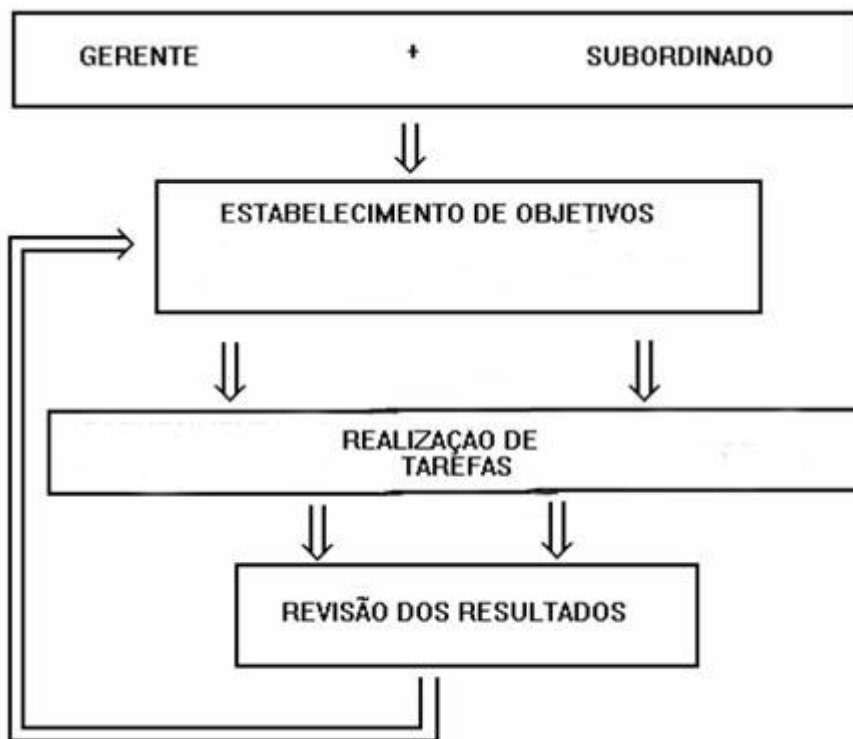 GERENTE + SUBORDINADO
ESTABELECIMENTO DE OBJETIVOS
REALIZAÇAO DE
TAREFAS
REVISÃO DOS RESULTADOS